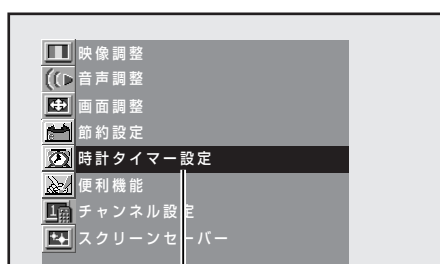 映像調整
音声調整
画面調整
節約設定
時計タイマー設定
便利機能
チャンネル設定
スクリーンセーバー